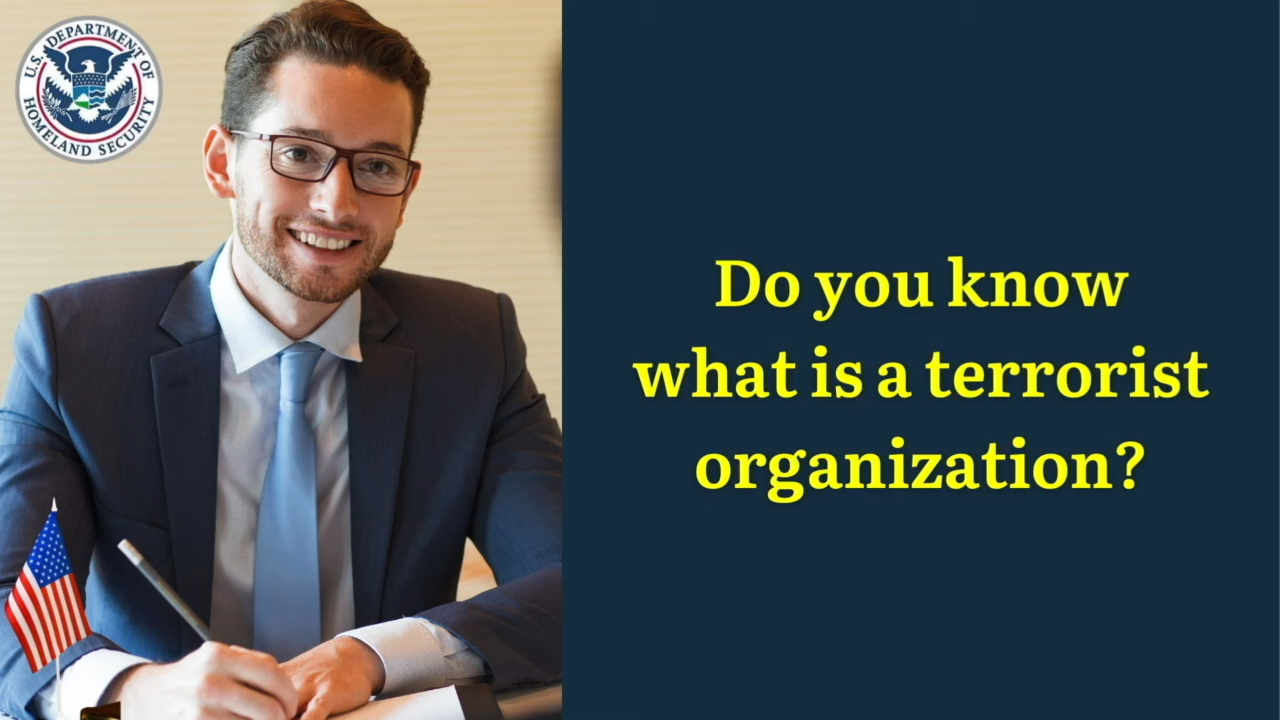 U.S. DEPARTMENT OF
HOMELAND SECURITY
Do you know
what is a terrorist
organization?